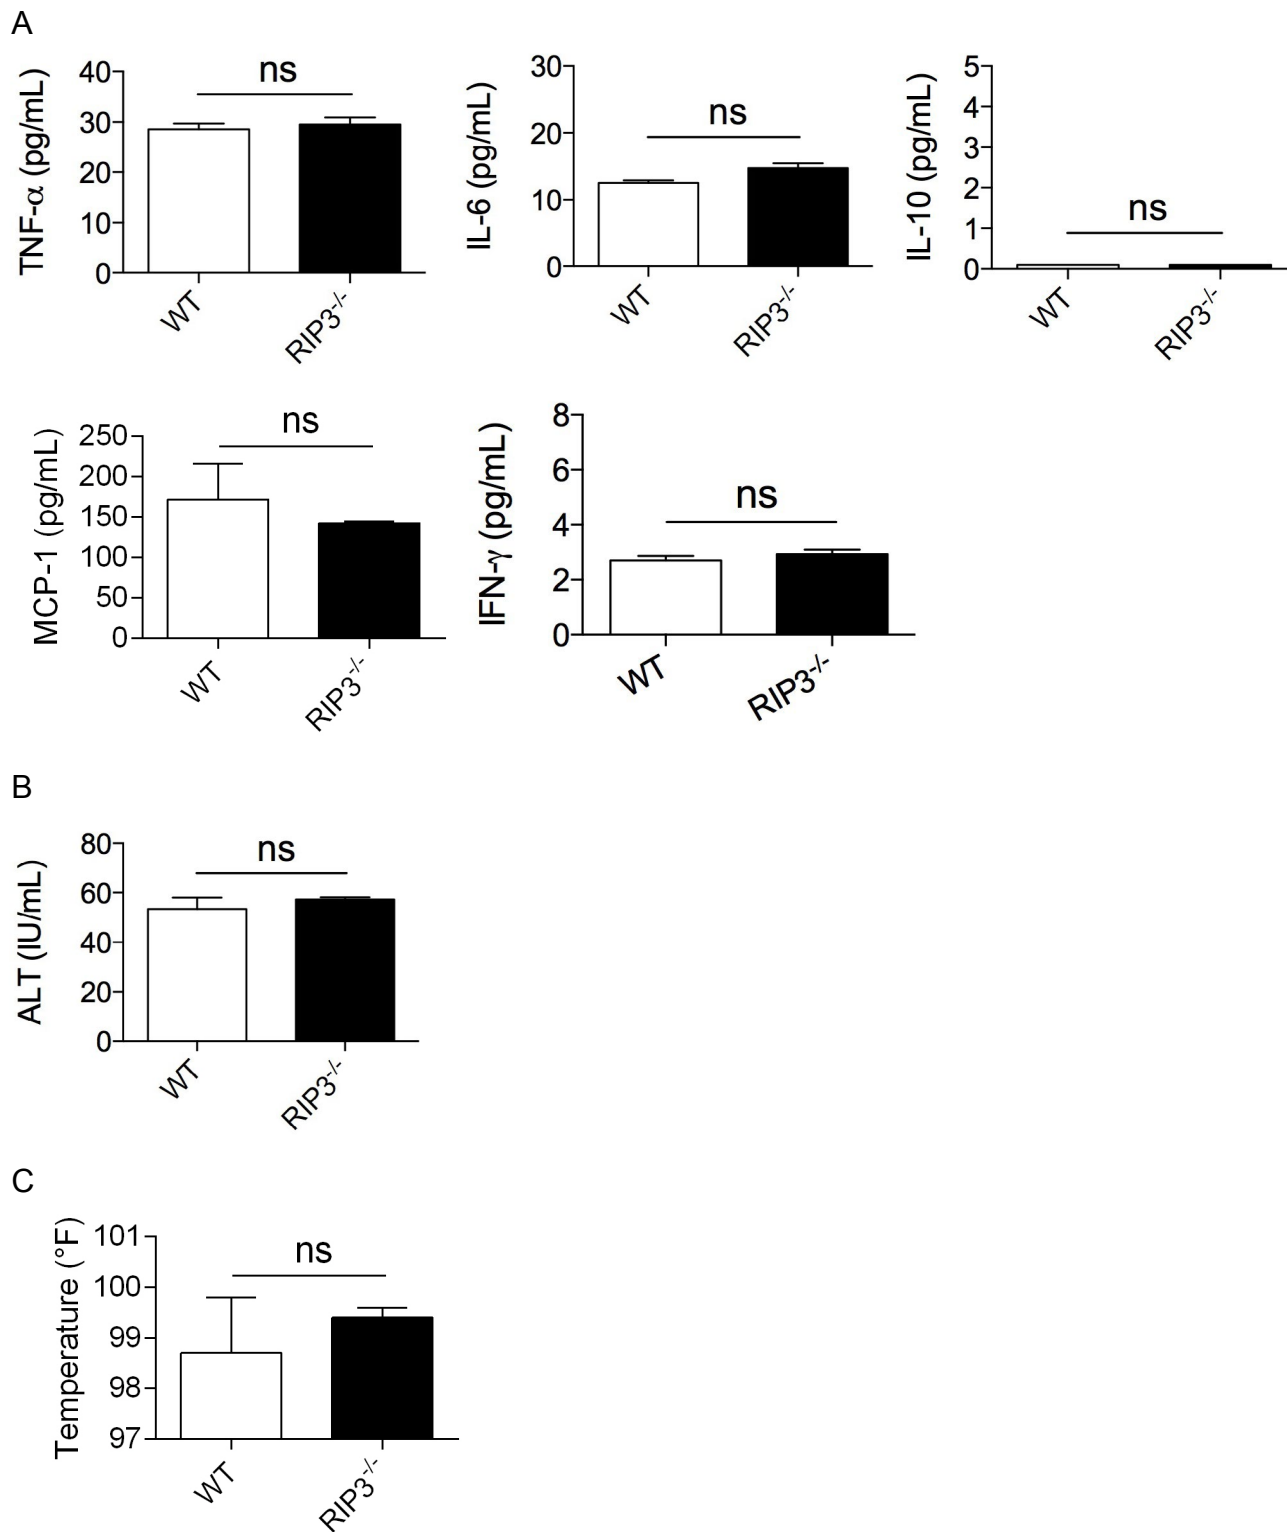 A
TNF-α (pg/mL)
40
30
20
10
0
ns
WT
RIP3-/-
IL-6 (pg/mL)
30
20
10
0
ns
WT
RIP3-/-
IL-10 (pg/mL)
5
4
3
2
1
0
ns
WT
RIP3-/-
MCP-1 (pg/mL)
250
200
150
100
50
0
ns
WT
RIP3-/-
IFN-γ (pg/mL)
8
6
4
2
0
ns
WT
RIP3-/-
B
ALT (IU/mL)
80
60
40
20
0
ns
WT
RIP3-/-
C
Temperature (°F)
101
100
99
98
97
ns
WT
RIP3-/-